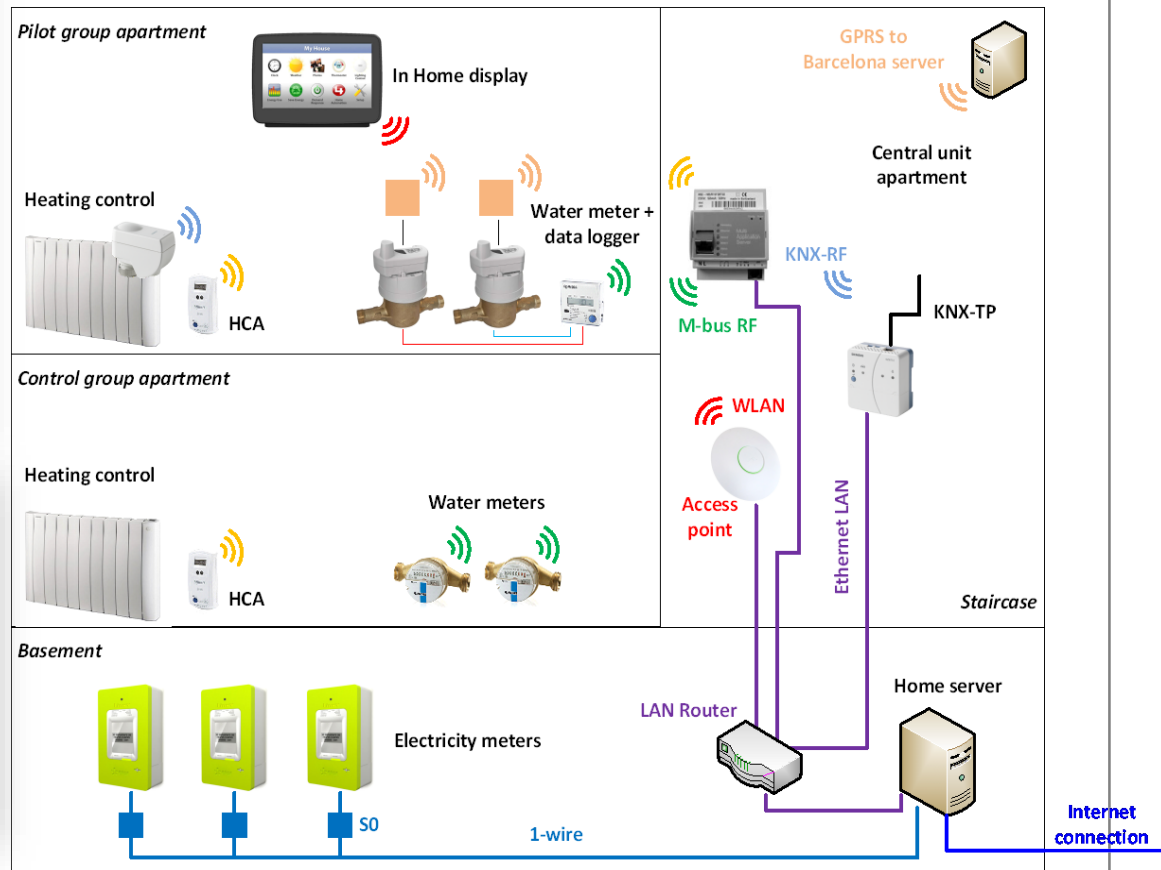 Pilot group apartment
My House
In Home display
GPRS to
Barcelona server
Central unit
apartment
Heating control
Water meter +
data logger
KNX-RF
HCA
M-bus RF
KNX-TP
Control group apartment
WLAN
Heating control
Water meters
Access
point
Ethernet LAN
HCA
Staircase
Basement
Home server
LAN Router
Electricity meters
S0
1-wire
Internet
connection